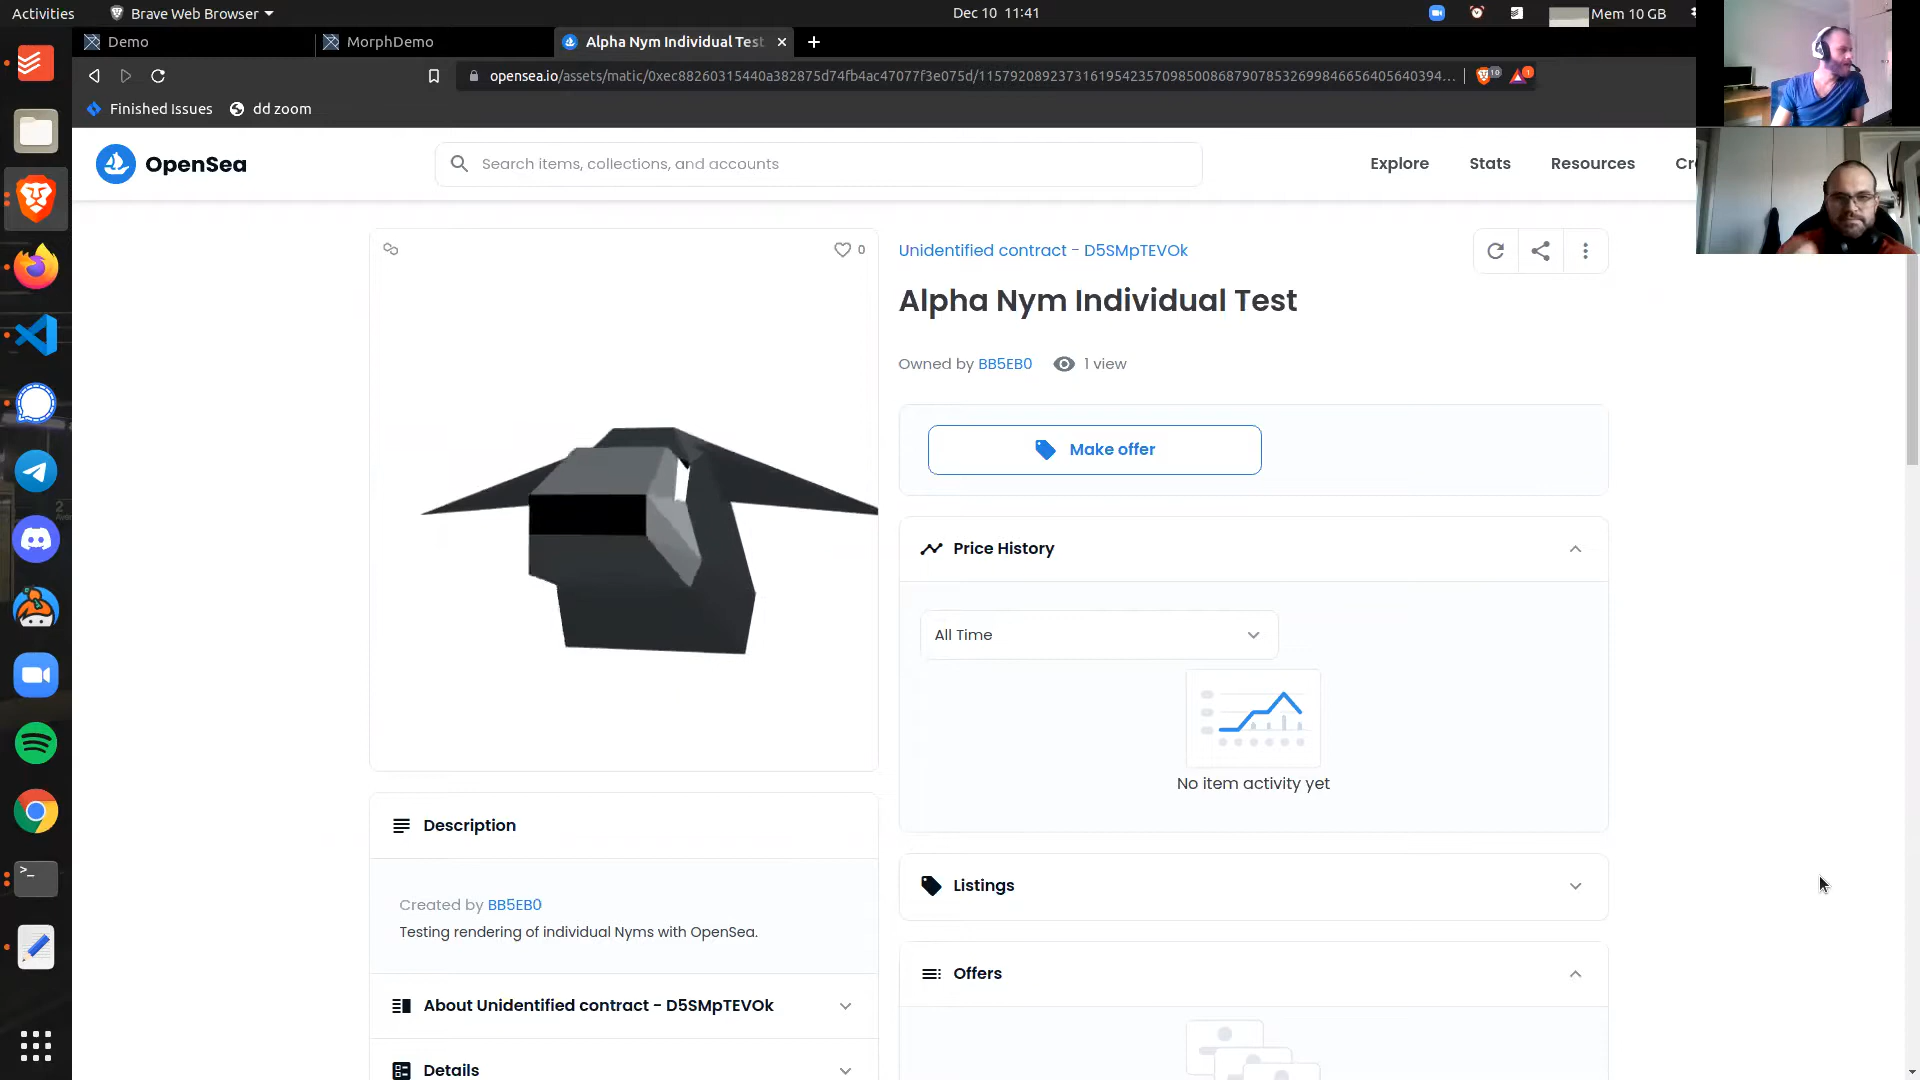 Activities
Brave Web Browser
Dec 10 11:41
Mem 10 GB
Demo
MorphDemo
Alpha Nym Individual Test
opensea.io/assets/matic/0xec88260315440a382875d74fb4ac47077f3e075d/115792089237316195423570985008687907853269984665640564039​4...
10
1
Finished Issues
dd zoom
OpenSea
Search items, collections, and accounts
Explore
Stats
Resources
Cr
0
Unidentified contract - D5SMpTEVOk
Alpha Nym Individual Test
Owned by BB5EB0
1 view
Make offer
Price History
All Time
No item activity yet
Description
Listings
Created by BB5EB0
Testing rendering of individual Nyms with OpenSea.
Offers
About Unidentified contract - D5SMpTEVOk
Details